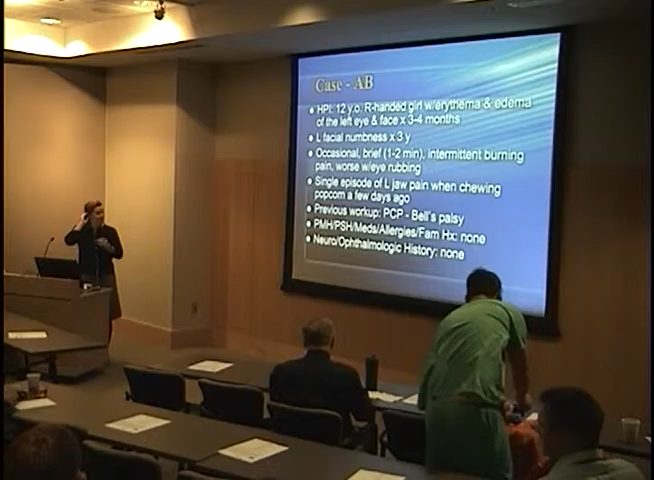 Case - AB
HPI: 12 y.o. R-handed girl w/erythema & edema
of the left eye & face x 3-4 months
L facial numbness x 3 y
Occasional, brief (1-2 min), intermittent burning
pain, worse w/eye rubbing
Single episode of L jaw pain when chewing
popcorn a few days ago
Previous workup: PCP - Bell's palsy
PMH/PSH/Meds/Allergies/Fam Hx: none
Neuro/Ophthalmologic History: none